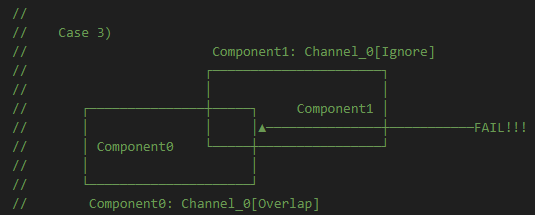 //
//    Case 3)
//                       Component1: Channel_0[Ignore]
//                      ┌─────────────────────┐
//                      │                     │
//       ┌──────────────┼─────┐    Component1 │
//       │              │     │▲──────────────┼───────────FAIL!!!
//       │ Component0   └─────┼───────────────┘
//       │                    │
//       └────────────────────┘
//        Component0: Channel_0[Overlap]